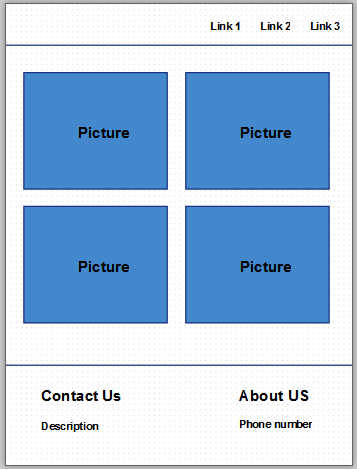 Link 1 Link 2 Link 3
Picture Picture
Picture Picture
Contact Us About US
Description Phone number